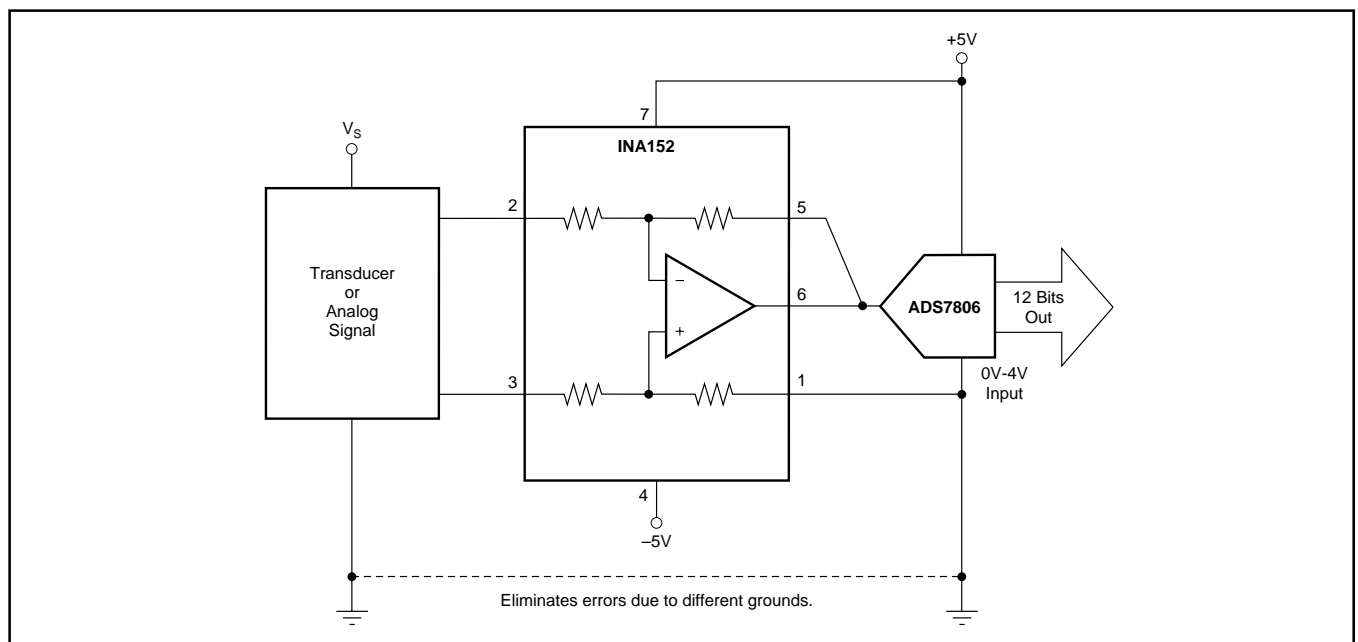 +5V
7
V_S
INA152
2
5
Transducer
or
Analog
Signal
−
6
ADS7806
12 Bits
Out
+
3
1
0V-4V
Input
4
–5V
Eliminates errors due to different grounds.